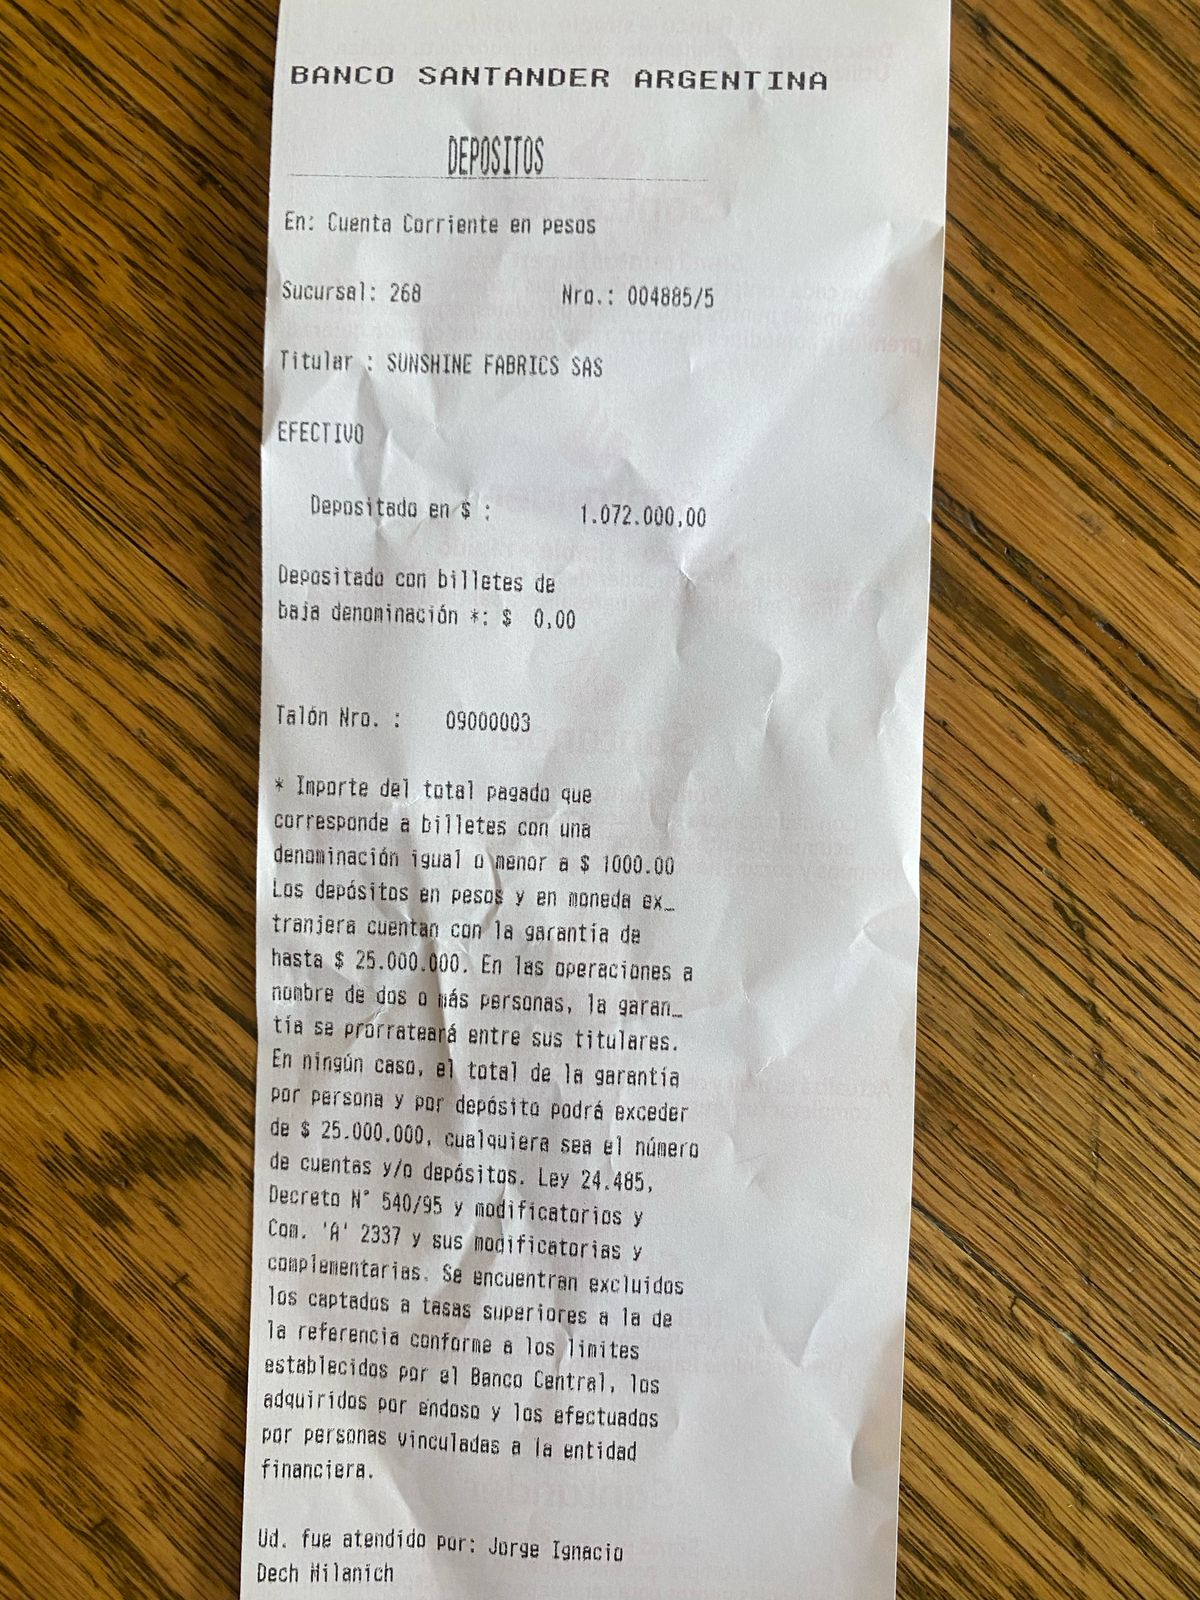 BANCO SANTANDER ARGENTINA
DEPOSITOS
En: Cuenta Corriente en pesos
Sucursal: 268 Nro.: 004885/5
Titular : SUNSHINE FABRICS SAS
EFECTIVO
Depositado en $ : 1.072.000,00
Depositado con billetes de
baja denominación *: $ 0,00
Talón Nro. : 09000003
* Importe del total pagado que
corresponde a billetes con una
denominación igual o menor a $ 1000.00
Los depósitos en pesos y en moneda ex_
tranjera cuentan con la garantía de
hasta $ 25.000.000. En las operaciones a
nombre de dos o más personas, la garan_
tía se prorrateará entre sus titulares.
En ningún caso, el total de la garantía
por persona y por depósito podrá exceder
de $ 25.000.000, cualquiera sea el número
de cuentas y/o depósitos. Ley 24.485,
Decreto N° 540/95 y modificatorios y
Com. 'A' 2337 y sus modificatorias y
complementarias. Se encuentran excluidos
los captados a tasas superiores a la de
la referencia conforme a los límites
establecidos por el Banco Central, los
adquiridos por endoso y los efectuados
por personas vinculadas a la entidad
financiera.
Ud. fue atendido por: Jorge Ignacio
Dech Milanich